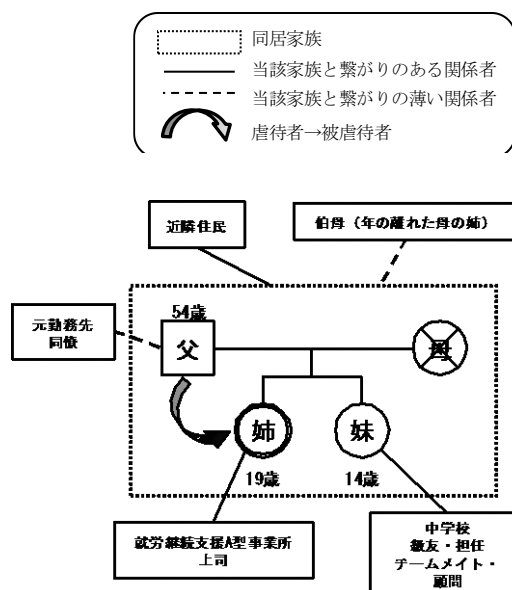 同居家族
当該家族と繋がりのある関係者
当該家族と繋がりの薄い関係者
虐待者→被虐待者
近隣住民
伯母（年の離れた母の姉）
元勤務先
同僚
54歳
父
母
姉
妹
19歳
14歳
就労継続支援A型事業所
上司
中学校
級友・担任
チームメイト・
顧問